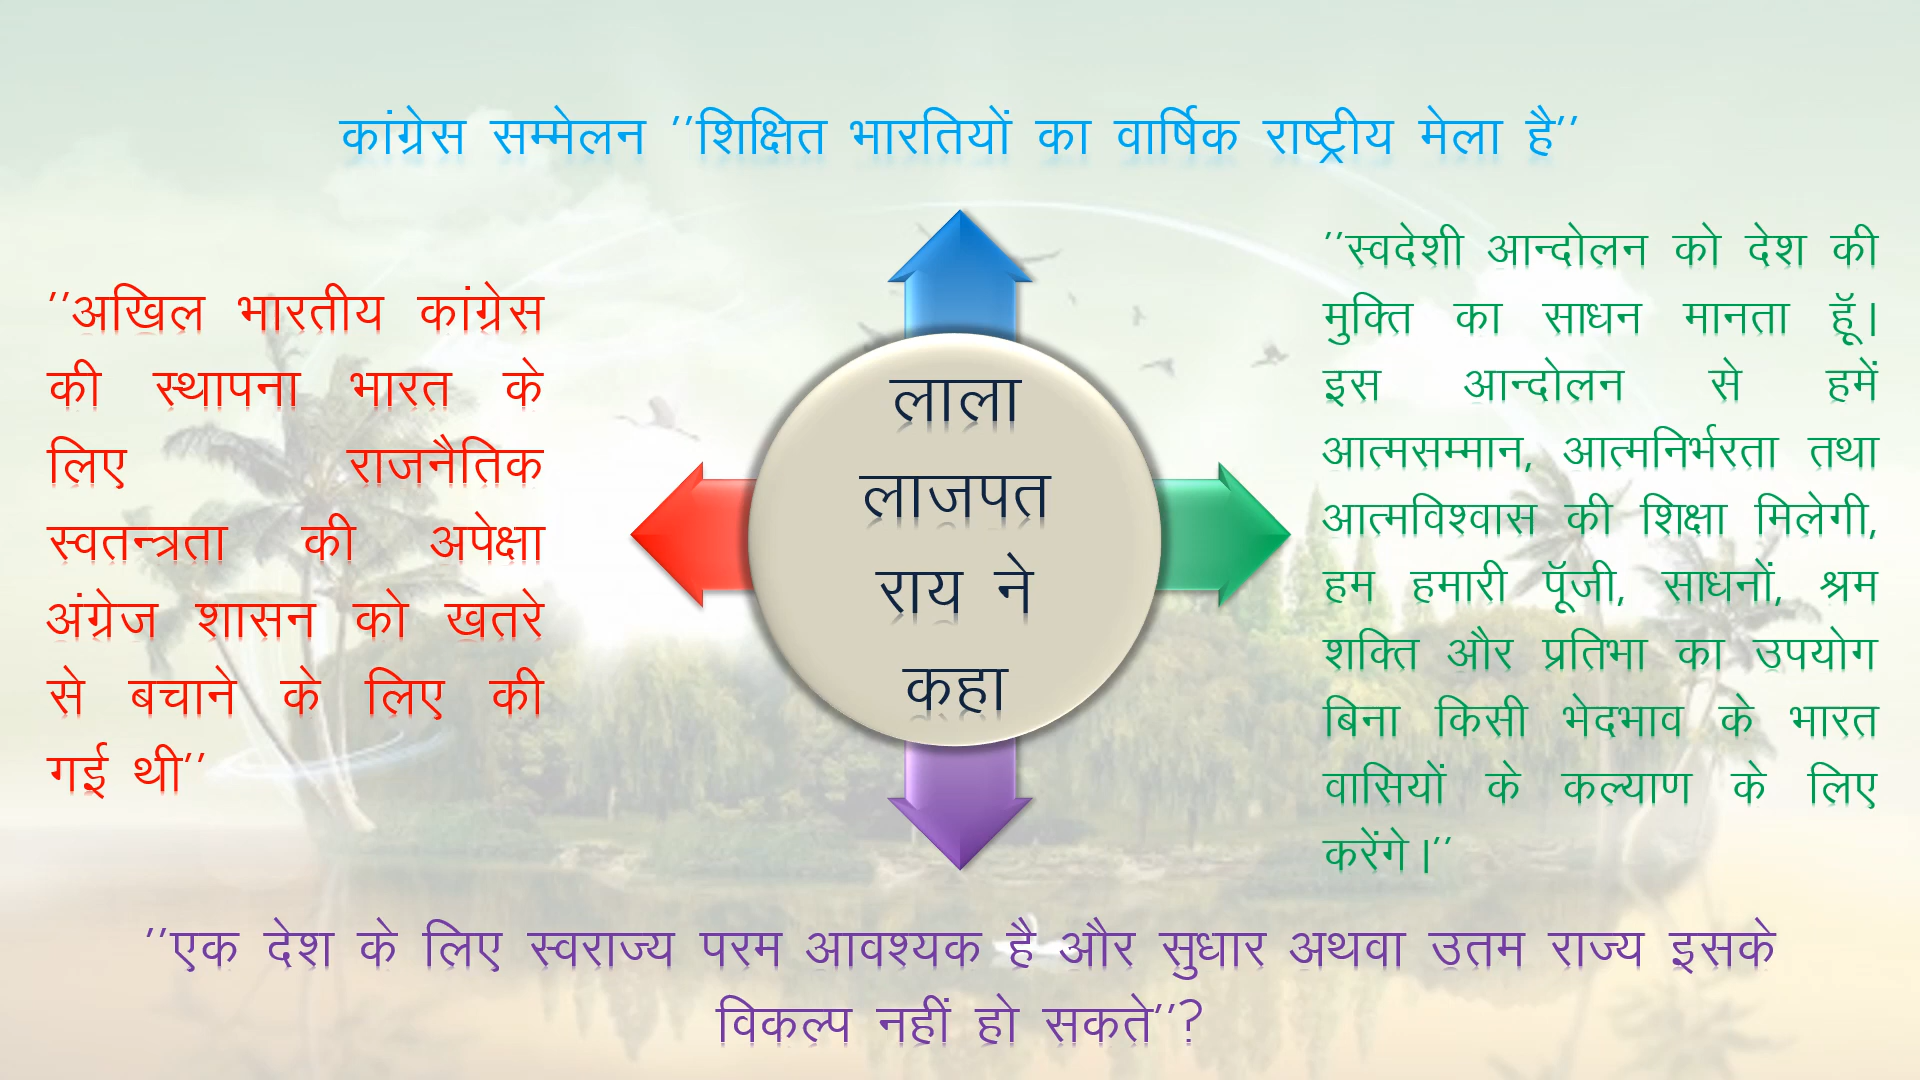 कांग्रेस सम्मेलन ’’शिक्षित भारतियों का वार्षिक राष्ट्रीय मेला है’’
’’अखिल भारतीय कांग्रेस
की स्थापना भारत के
लिए राजनैतिक
स्वतन्त्रता की अपेक्षा
अंग्रेज शासन को खतरे
से बचाने के लिए की
गई थी’’
लाला
लाजपत
राय ने
कहा
’’स्वदेशी आन्दोलन को देश की
मुक्ति का साधन मानता हूॅ।
इस आन्दोलन से हमें
आत्मसम्मान, आत्मनिर्भरता तथा
आत्मविश्वास की शिक्षा मिलेगी,
हम हमारी पूॅजी, साधनों, श्रम
शक्ति और प्रतिभा का उपयोग
बिना किसी भेदभाव के भारत
वासियों के कल्याण के लिए
करेंगे।’’
’’एक देश के लिए स्वराज्य परम आवश्यक है और सुधार अथवा उतम राज्य इसके
विकल्प नहीं हो सकते’’?